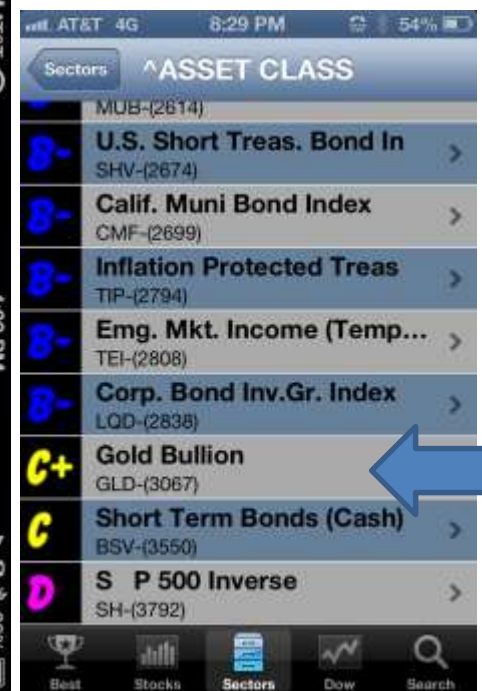 AT&T 4G 8:29 PM 54%
Sectors ^ASSET CLASS
MUB-(2614)
B- U.S. Short Treas. Bond In
SHV-(2674)
B- Calif. Muni Bond Index
CMF-(2699)
B- Inflation Protected Treas
TIP-(2794)
B- Emg. Mkt. Income (Temp...
TEI-(2808)
B- Corp. Bond Inv.Gr. Index
LQD-(2838)
C+ Gold Bullion
GLD-(3067)
C Short Term Bonds (Cash)
BSV-(3550)
D S P 500 Inverse
SH-(3792)
Best Stocks Sectors Dow Search